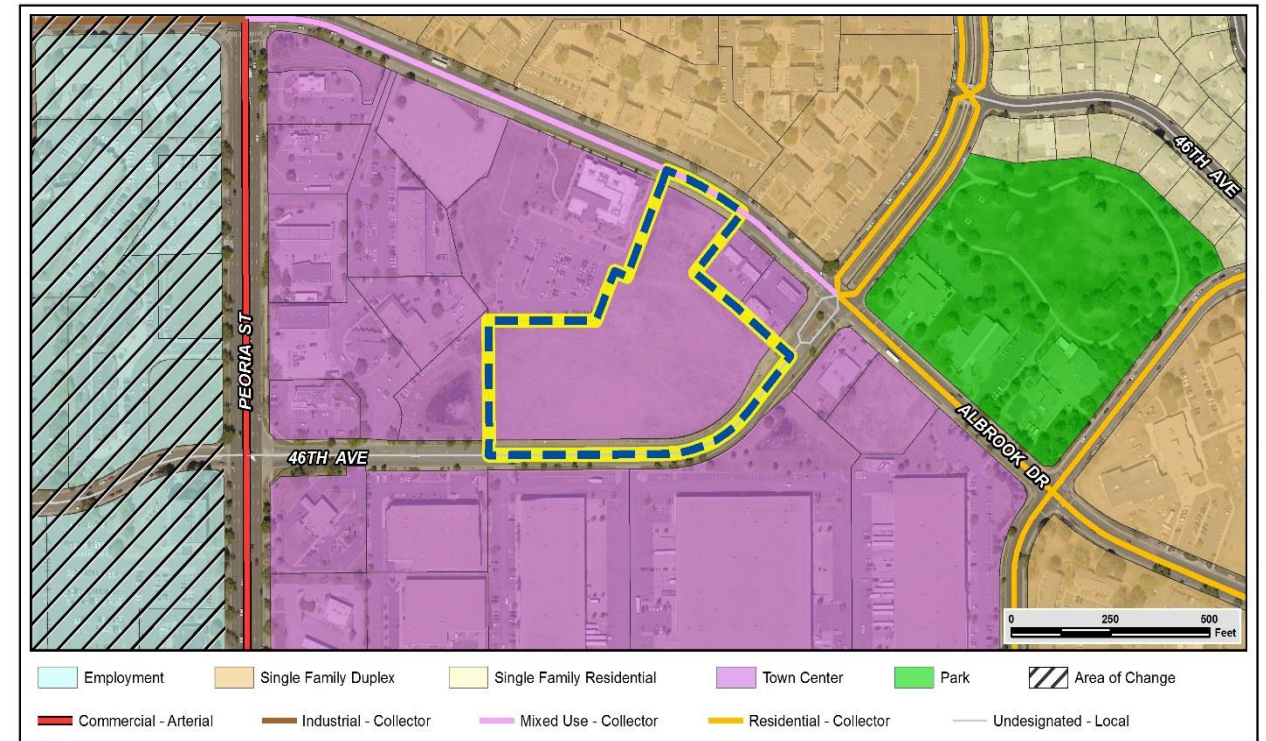 46TH AVE
PEORIA ST
46TH AVE
ALBROOK DR
0 250 500
Feet
Employment Single Family Duplex Single Family Residential Town Center Park Area of Change
Commercial - Arterial Industrial - Collector Mixed Use - Collector Residential - Collector Undesignated - Local